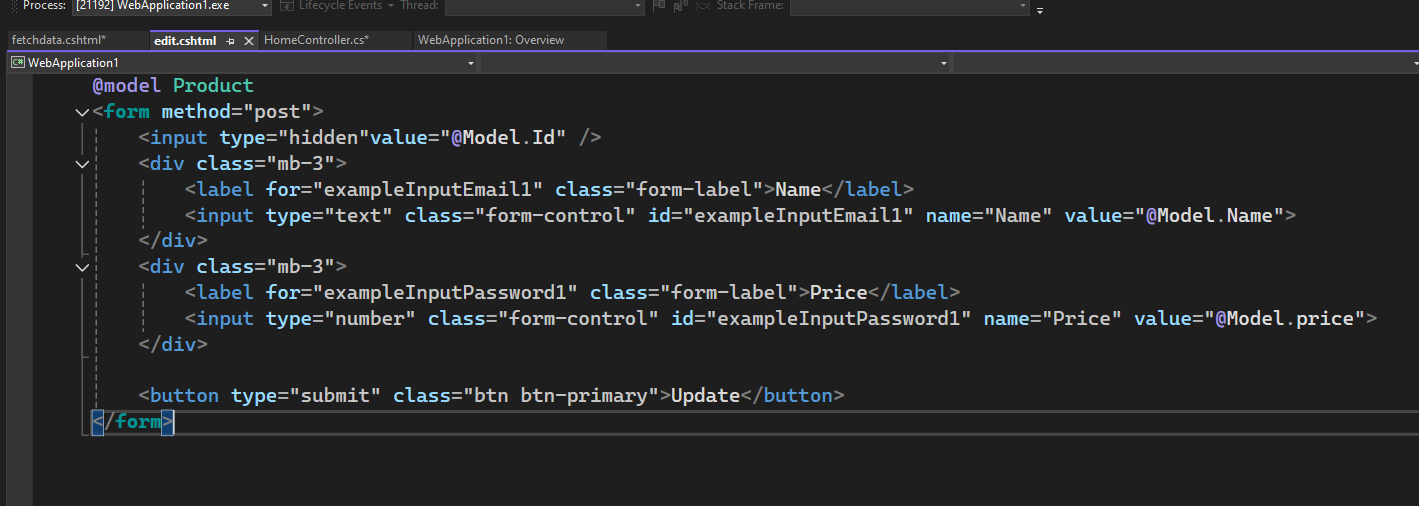 Process: [21192] WebApplication1.exe Lifecycle Events Thread: Stack Frame:
fetchdata.cshtml* edit.cshtml HomeController.cs* WebApplication1: Overview
C# WebApplication1
@model Product
<form method="post">
    <input type="hidden"value="@Model.Id" />
    <div class="mb-3">
        <label for="exampleInputEmail1" class="form-label">Name</label>
        <input type="text" class="form-control" id="exampleInputEmail1" name="Name" value="@Model.Name">
    </div>
    <div class="mb-3">
        <label for="exampleInputPassword1" class="form-label">Price</label>
        <input type="number" class="form-control" id="exampleInputPassword1" name="Price" value="@Model.price">
    </div>
    <button type="submit" class="btn btn-primary">Update</button>
</form>